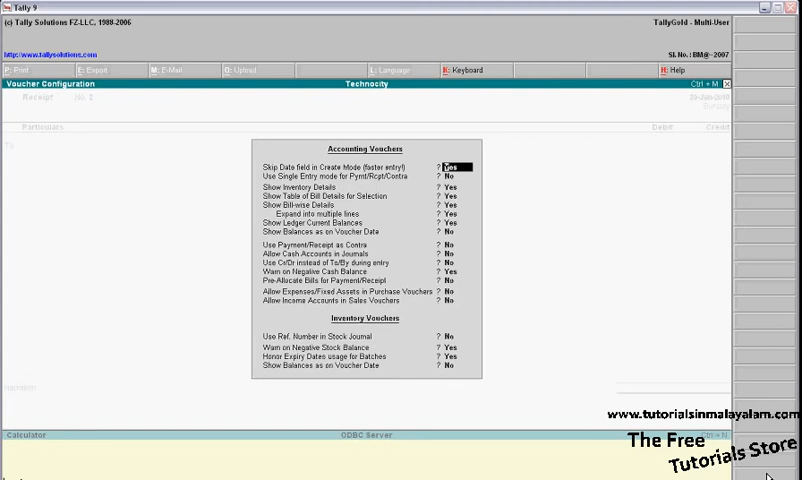 Tally 9
(c) Tally Solutions FZ-LLC, 1988-2006
TallyGold - Multi-User
http://www.tallysolutions.com
Sl. No.: BM@~2007
P: Print
E: Export
M: E-Mail
O: Upload
L: Language
K: Keyboard
H: Help
Voucher Configuration
Technocity
Ctrl + M
Receipt
No. 2
Particulars
Debit
Credit
To
Accounting Vouchers
Skip Date field in Create Mode (faster entry!) ? Yes
Use Single Entry mode for Pymt/Rcpt/Contra ? No
Show Inventory Details ? Yes
Show Table of Bill Details for Selection ? Yes
Show Bill-wise Details ? Yes
Expand into multiple lines ? Yes
Show Ledger Current Balances ? Yes
Show Balances as on Voucher Date ? No
Use Payment/Receipt as Contra ? No
Allow Cash Accounts in Journals ? No
Use Cr/Dr instead of To/By during entry ? No
Warn on Negative Cash Balance ? Yes
Pre-Allocate Bills for Payment/Receipt ? No
Allow Expenses/Fixed Assets in Purchase Vouchers ? No
Allow Income Accounts in Sales Vouchers ? No
Inventory Vouchers
Use Ref. Number in Stock Journal ? No
Warn on Negative Stock Balance ? Yes
Honor Expiry Dates usage for Batches ? Yes
Show Balances as on Voucher Date ? No
Narration
www.tutorialsinmalayalam.com
Calculator
ODBC Server
Ctrl + N
The Free
Tutorials Store